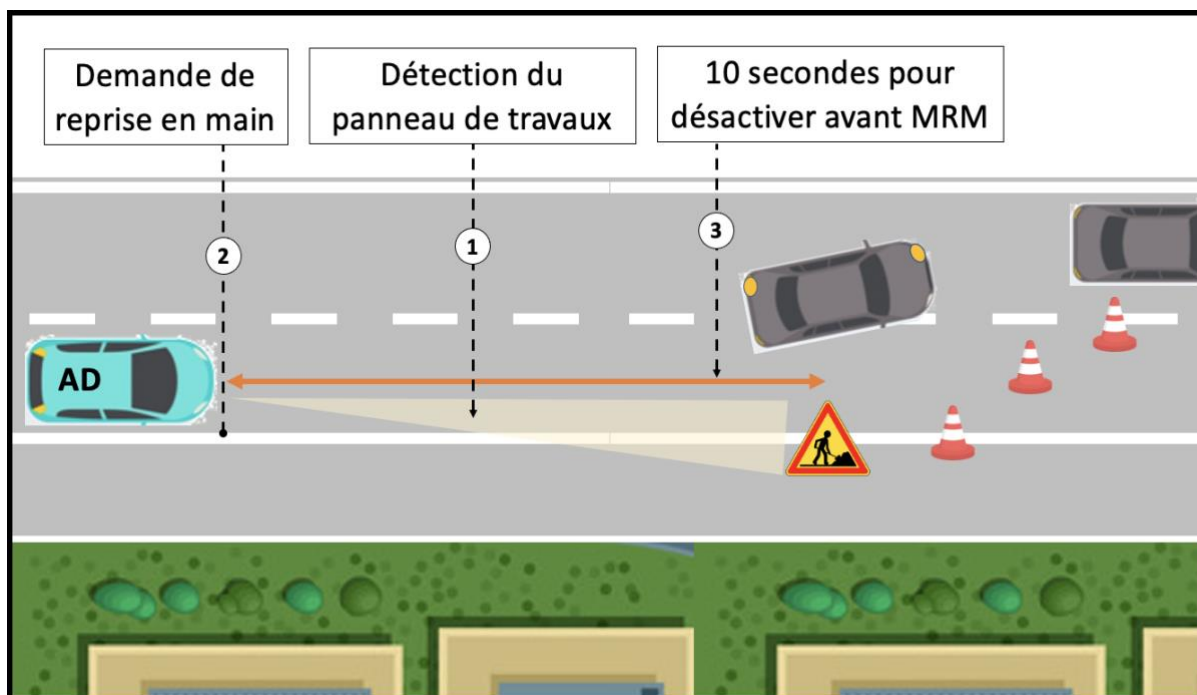 Demande de
reprise en main
Détection du
panneau de travaux
10 secondes pour
désactiver avant MRM
2
1
3
AD